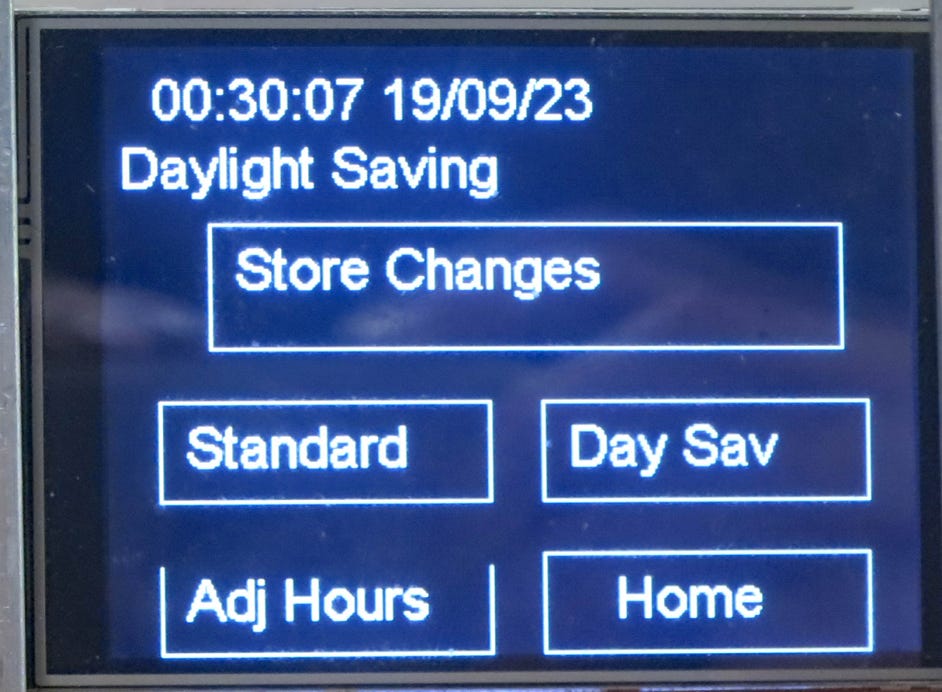 00:30:07 19/09/23
Daylight Saving
Store Changes
Standard
Day Sav
Adj Hours
Home